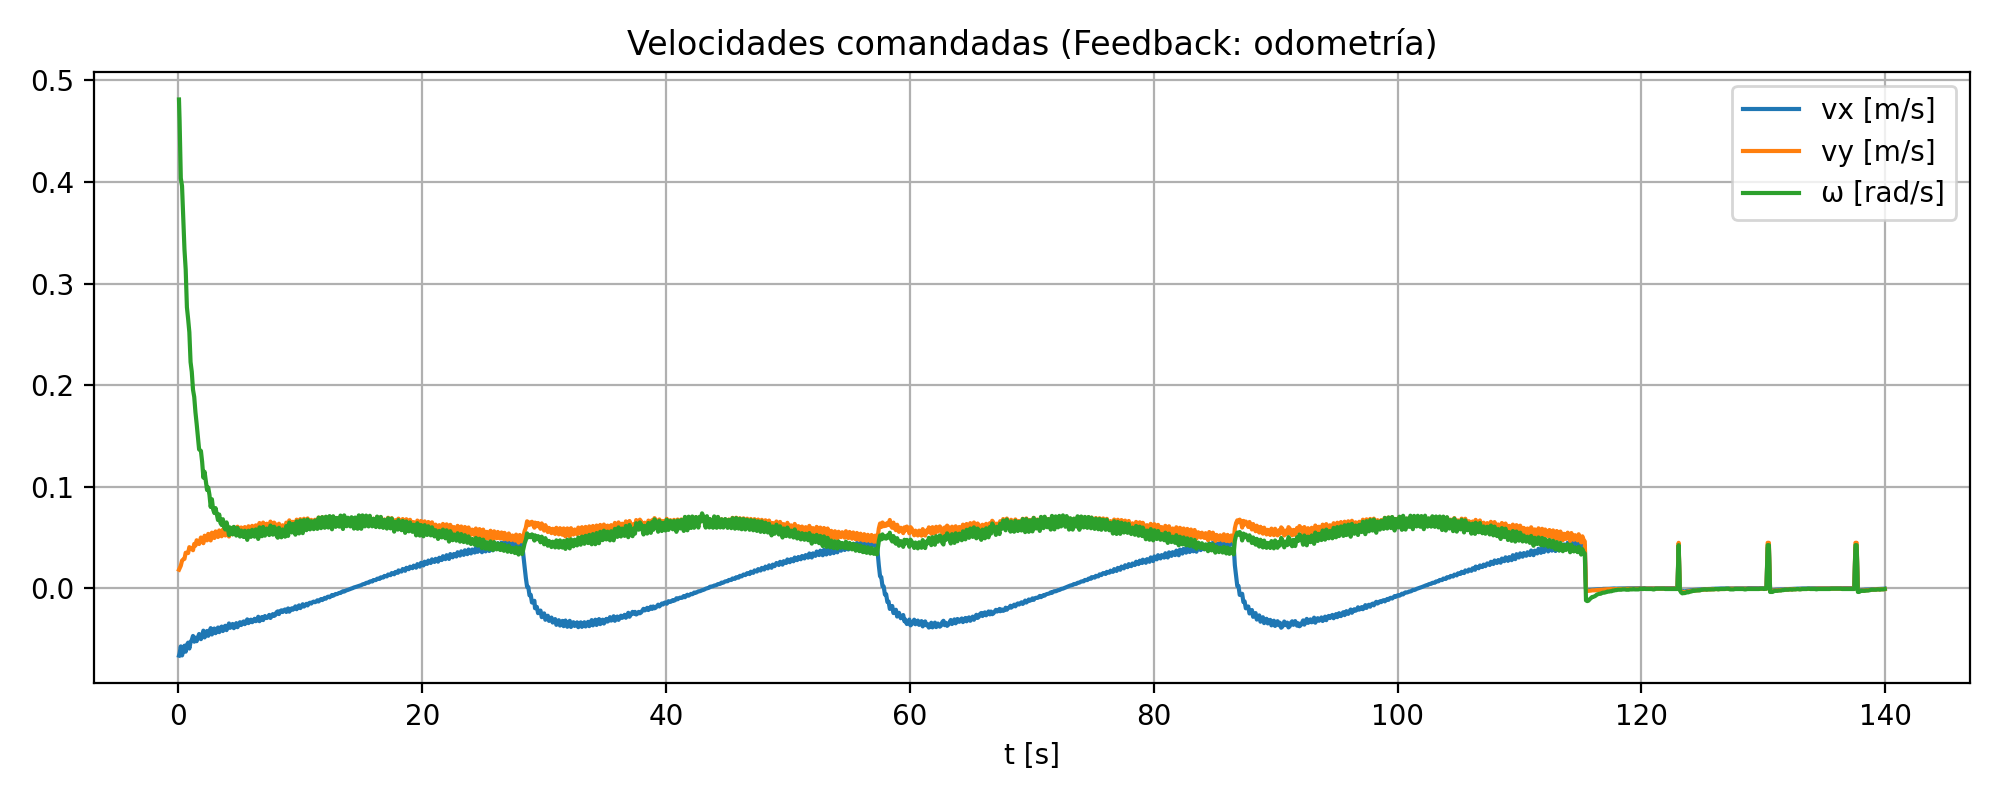 Velocidades comandadas (Feedback: odometría)
0.5
0.4
0.3
0.2
0.1
0.0
vx [m/s]
vy [m/s]
ω [rad/s]
0 20 40 60 80 100 120 140
t [s]